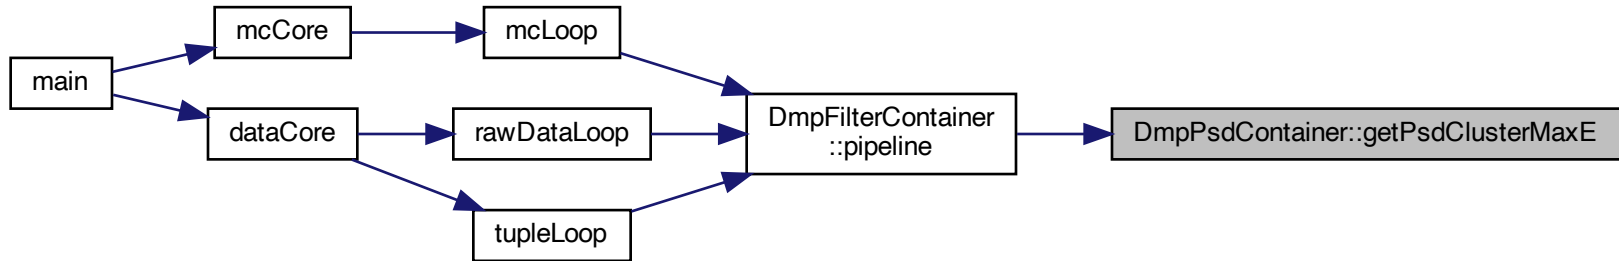 main
mcCore
dataCore
mcLoop
rawDataLoop
tupleLoop
DmpFilterContainer
::pipeline
DmpPsdContainer::getPsdClusterMaxE